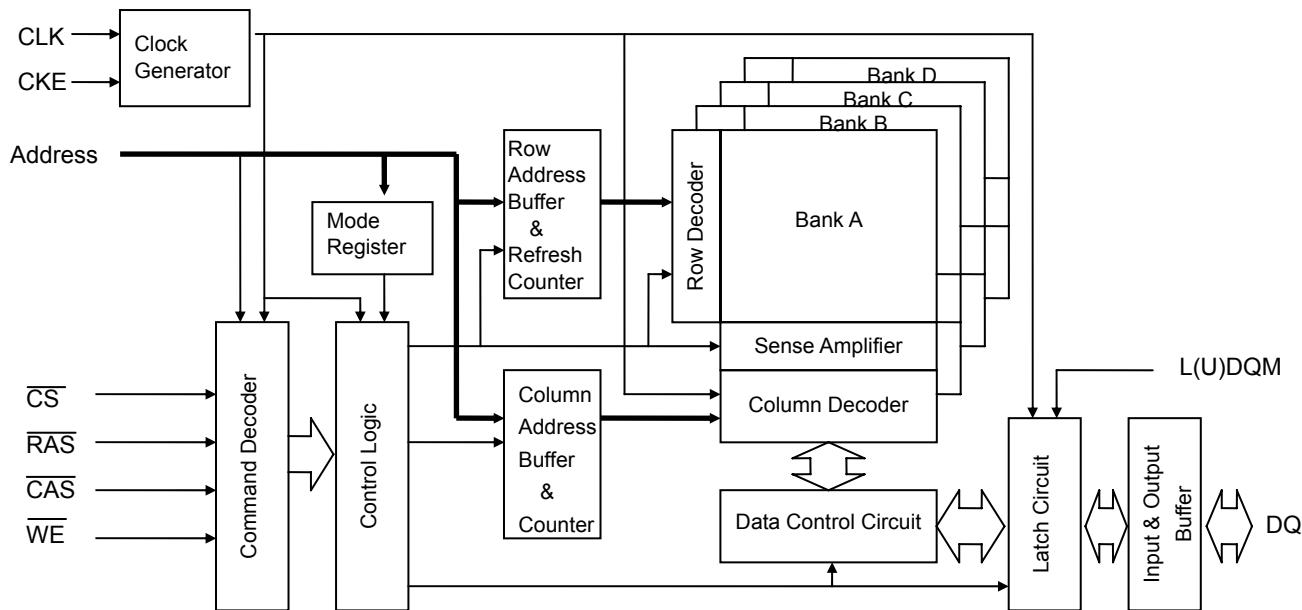 CLK
CKE
Clock
Generator
Address
Mode
Register
Row
Address
Buffer
&
Refresh
Counter
Bank D
Bank C
Bank B
Bank A
Row Decoder
Sense Amplifier
Column Decoder
L(U)DQM
CS
RAS
CAS
WE
Command Decoder
Control Logic
Column
Address
Buffer
&
Counter
Data Control Circuit
Latch Circuit
Input & Output
Buffer
DQ